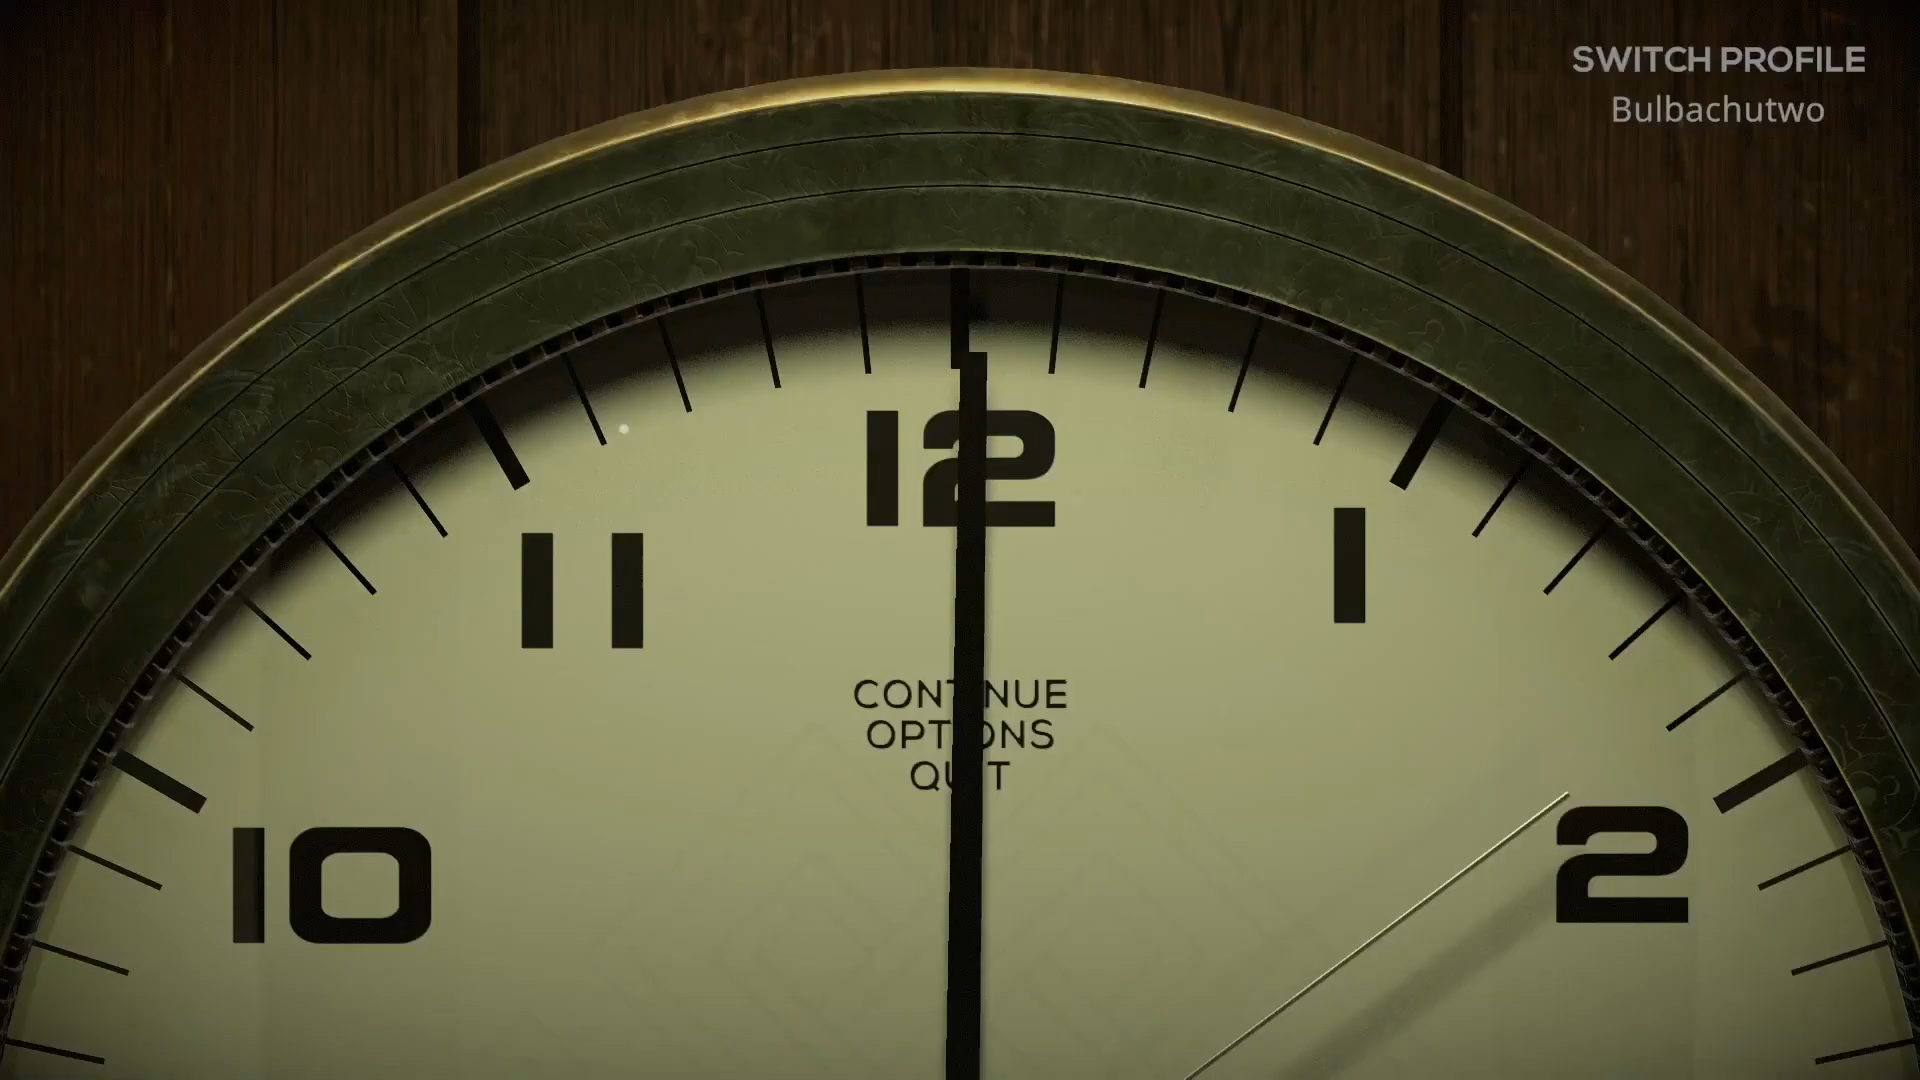 SWITCH PROFILE
Bulbachutwo
12
11
1
CONTINUE
OPTIONS
QUIT
10
2